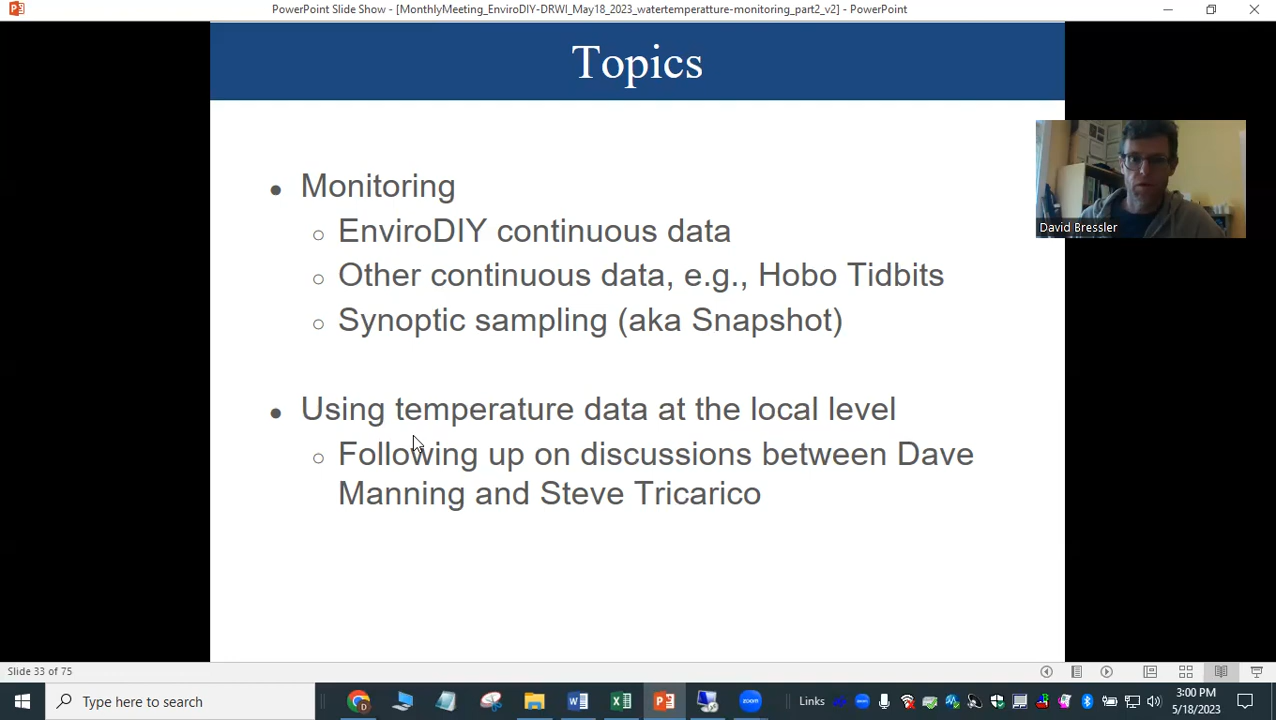 PowerPoint Slide Show - [MonthlyMeeting_EnviroDIY-DRWI_May18_2023_watertemperatture-monitoring_part2_v2] - PowerPoint
Topics
● Monitoring
○ EnviroDIY continuous data
○ Other continuous data, e.g., Hobo Tidbits
○ Synoptic sampling (aka Snapshot)
● Using temperature data at the local level
○ Following up on discussions between Dave
Manning and Steve Tricarico
David Bressler
Slide 33 of 75
Type here to search
Links
3:00 PM
5/18/2023